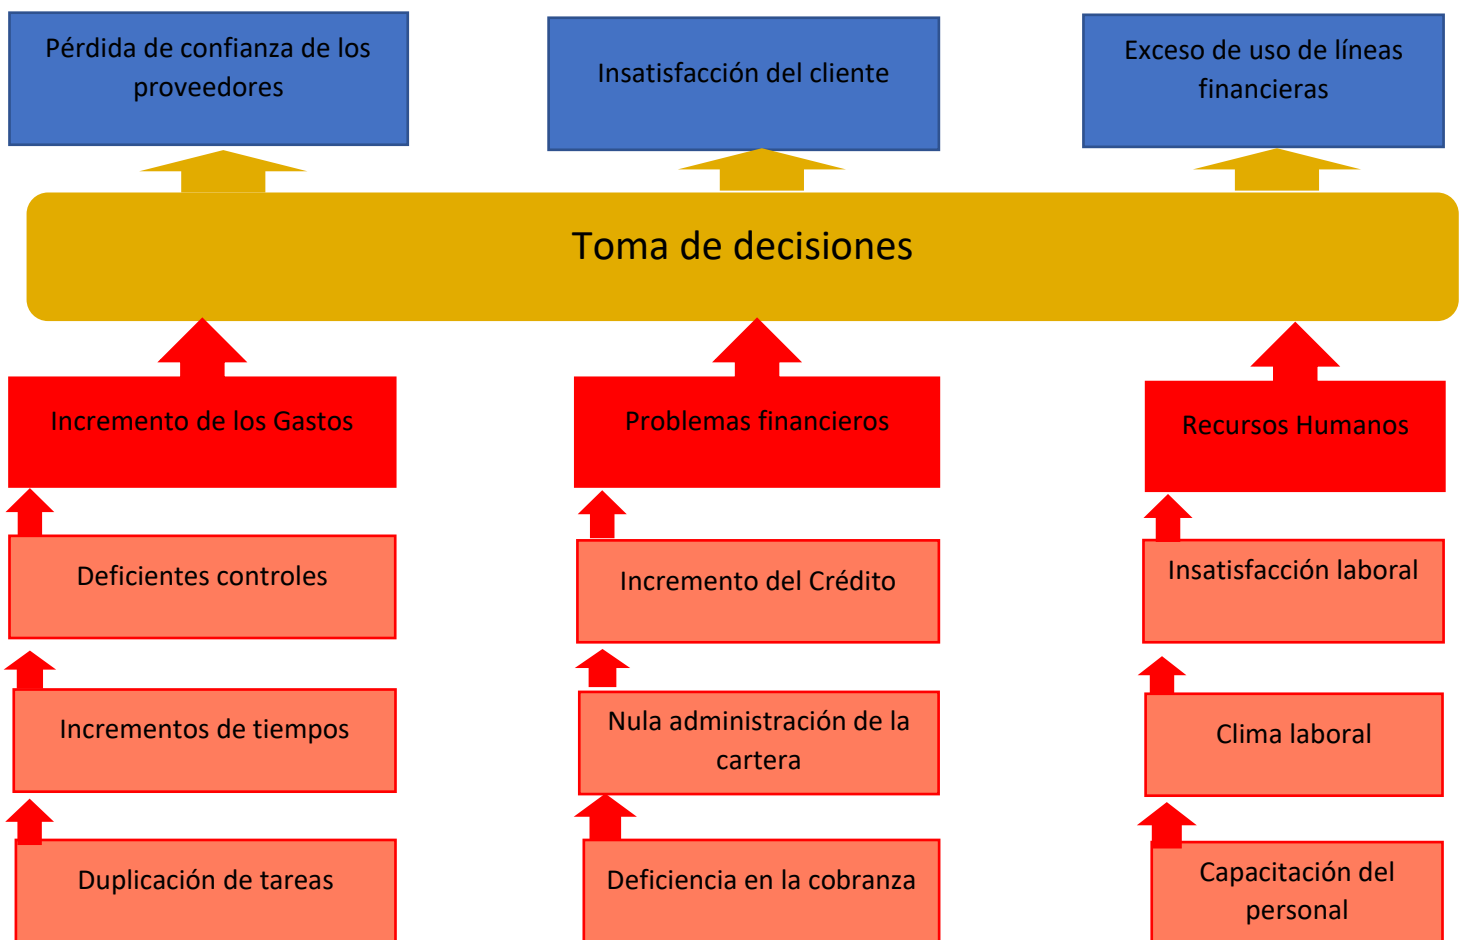 Pérdida de confianza de los
proveedores
Insatisfacción del cliente
Exceso de uso de líneas
financieras
Toma de decisiones
Incremento de los Gastos
Problemas financieros
Recursos Humanos
Deficientes controles
Incremento del Crédito
Insatisfacción laboral
Incrementos de tiempos
Nula administración de la
cartera
Clima laboral
Duplicación de tareas
Deficiencia en la cobranza
Capacitación del
personal